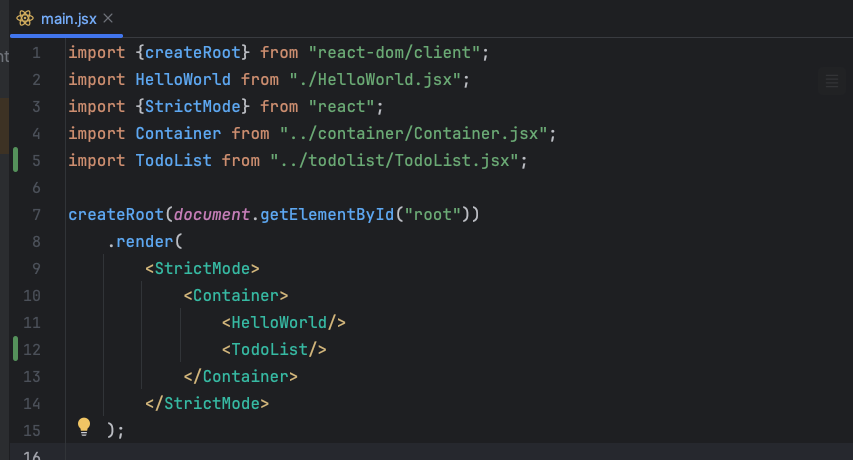 main.jsx
nt
1 import {createRoot} from "react-dom/client";
2 import HelloWorld from "./HelloWorld.jsx";
3 import {StrictMode} from "react";
4 import Container from "../container/Container.jsx";
5 import TodoList from "../todolist/TodoList.jsx";
6
7 createRoot(document.getElementById("root"))
8     .render(
9         <StrictMode>
10             <Container>
11                 <HelloWorld/>
12                 <TodoList/>
13             </Container>
14         </StrictMode>
15     );
16